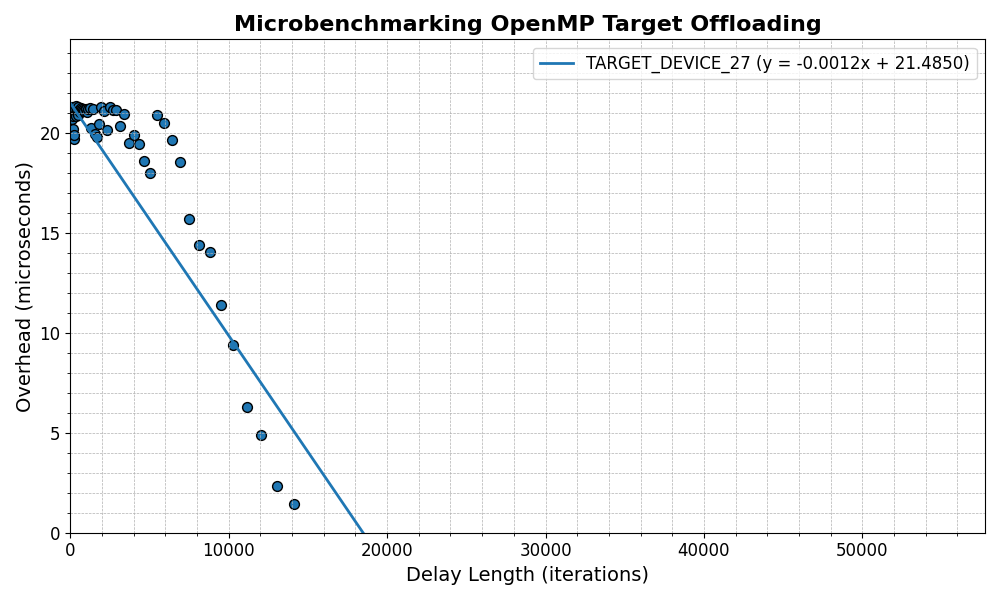 Microbenchmarking OpenMP Target Offloading
TARGET_DEVICE_27 (y = -0.0012x + 21.4850)
Overhead (microseconds)
20
15
10
5
0
0 10000 20000 30000 40000 50000
Delay Length (iterations)